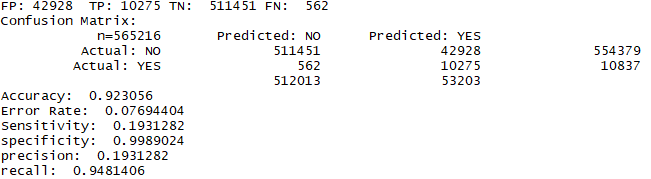 FP: 42928 TP: 10275 TN: 511451 FN: 562
Confusion Matrix:
n=565216 Predicted: NO Predicted: YES
Actual: NO 511451 42928 554379
Actual: YES 562 10275 10837
512013 53203
Accuracy: 0.923056
Error Rate: 0.07694404
Sensitivity: 0.1931282
specificity: 0.9989024
precision: 0.1931282
recall: 0.9481406